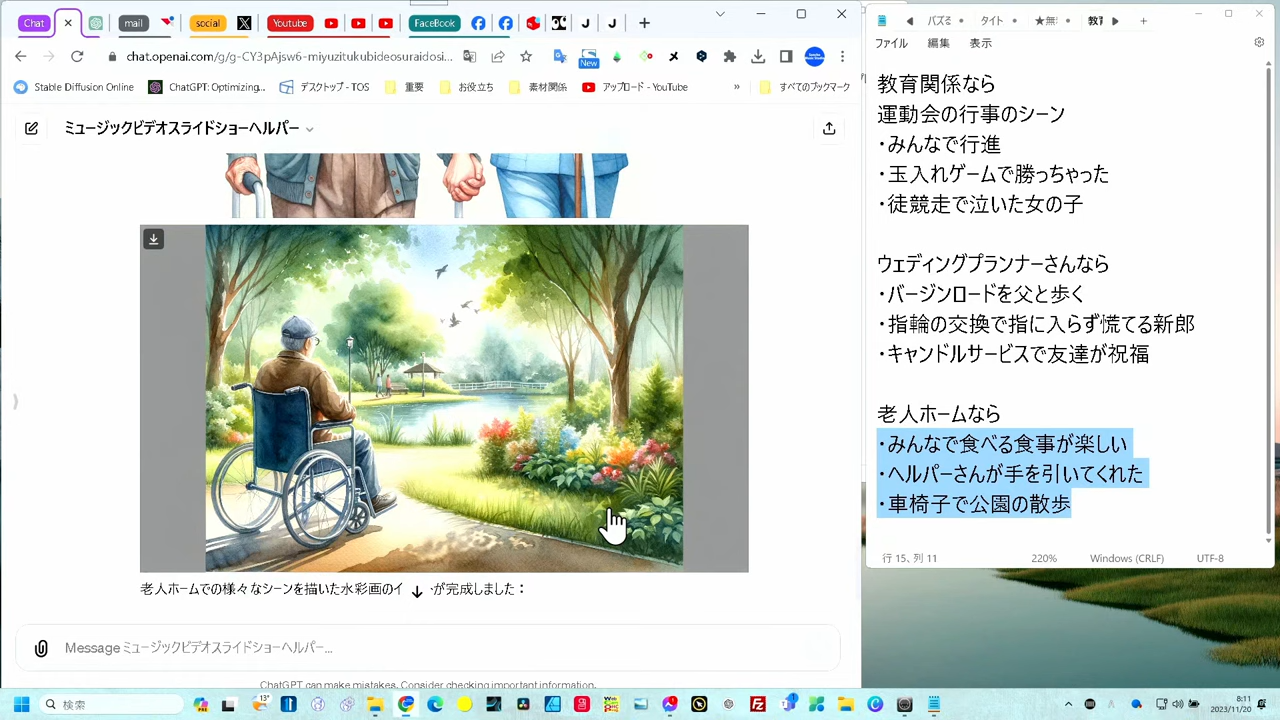 Chat
mail
social
Youtube
FaceBook
chat.openai.com/g/g-CY3pAjsw6-miyuzitukubideosuraidosi...
New
Stable Diffusion Online
ChatGPT: Optimizing...
デスクトップ - TOS
重要
お役立ち
素材関係
アップロード - YouTube
»
すべてのブックマーク
ミュージックビデオスライドショーヘルパー
老人ホームでの様々なシーンを描いた水彩画のイ
が完成しました：
Message ミュージックビデオスライドショーヘルパー...
ChatGPT can make mistakes. Consider checking important information.
バズる
タイト
★無
ファイル
編集
表示
教育関係なら
運動会の行事のシーン
・みんなで行進
・玉入れゲームで勝っちゃった
・徒競走で泣いた女の子
ウェディングプランナーさんなら
・バージンロードを父と歩く
・指輪の交換で指に入らず慌てる新郎
・キャンドルサービスで友達が祝福
老人ホームなら
・みんなで食べる食事が楽しい
・ヘルパーさんが手を引いてくれた
・車椅子で公園の散歩
行 15、列 11
220%
Windows (CRLF)
UTF-8
検索
13°
8:11
2023/11/20